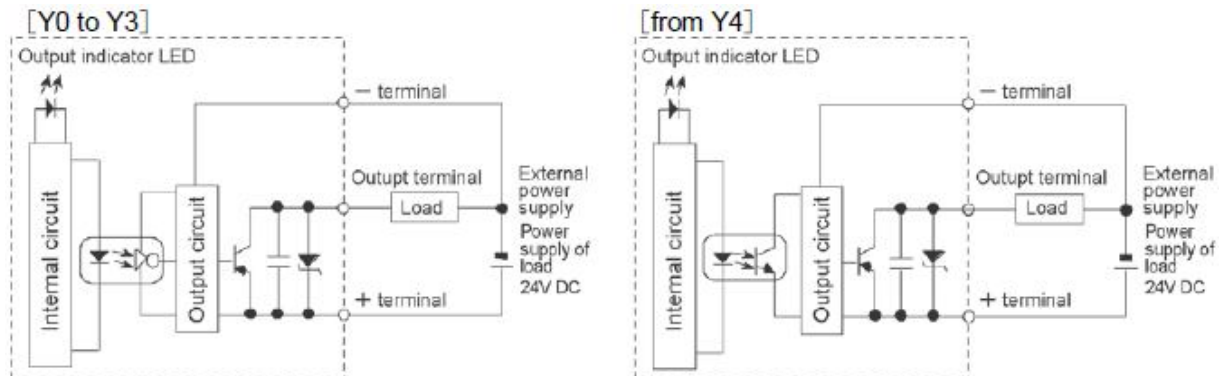 [Y0 to Y3]
Output indicator LED
− terminal
Internal circuit
Output circuit
Outupt terminal
Load
External
power
supply
Power
supply of
load
24V DC
+ terminal
[from Y4]
Output indicator LED
− terminal
Internal circuit
Output circuit
Outupt terminal
Load
External
power
supply
Power
supply of
load
24V DC
+ terminal